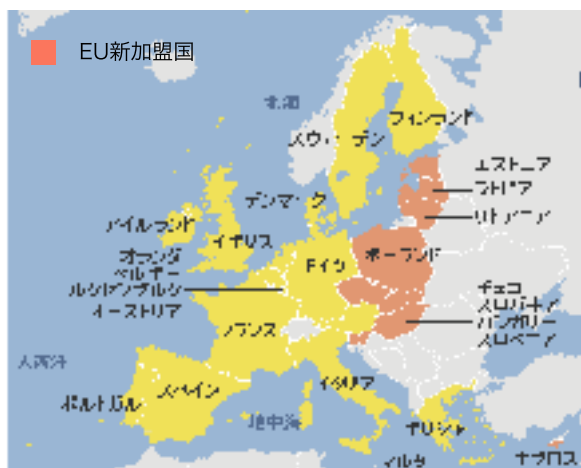 EU新加盟国
北海
スウェーデン
フィンランド
エストニア
ラトビア
リトアニア
デンマーク
アイルランド
イギリス
オランダ
ベルギー
ルクセンブルク
オーストリア
ドイツ
ポーランド
チェコ
スロバキア
ハンガリー
スロベニア
フランス
大西洋
ポルトガル
スペイン
イタリア
地中海
ギリシャ
マルタ
キプロス